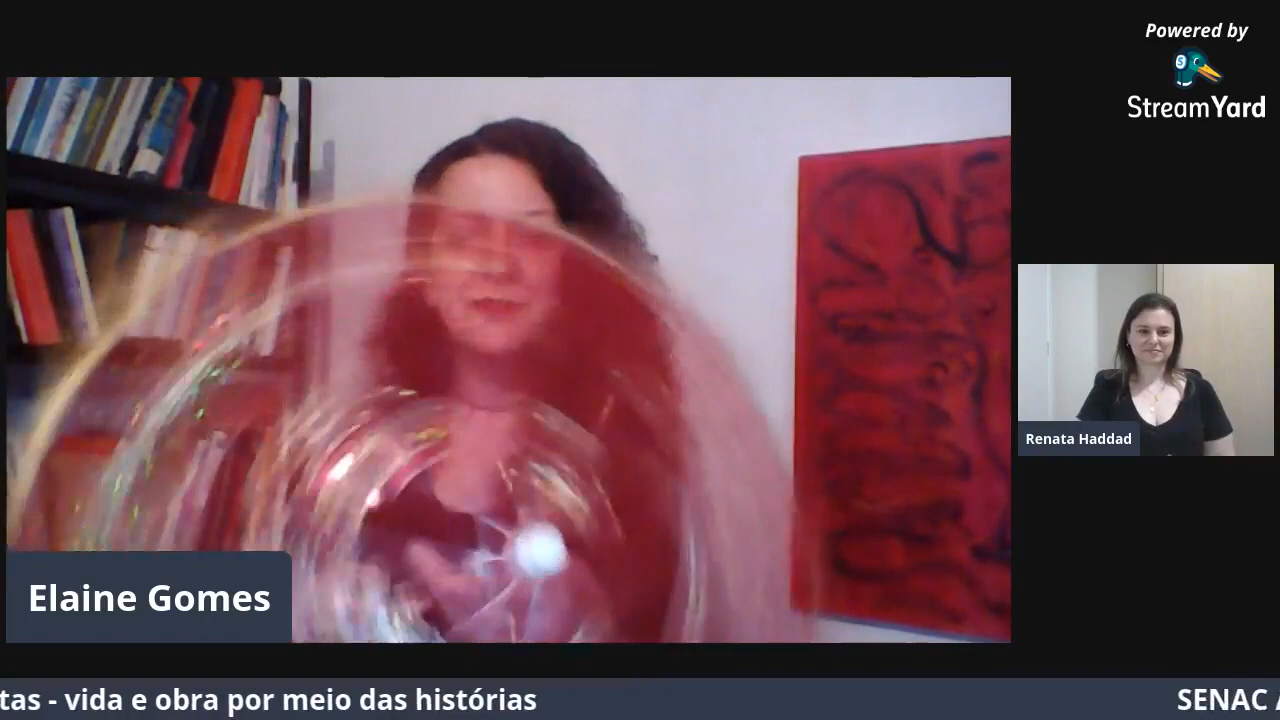 Powered by
StreamYard
Renata Haddad
Elaine Gomes
tas - vida e obra por meio das histórias
SENAC